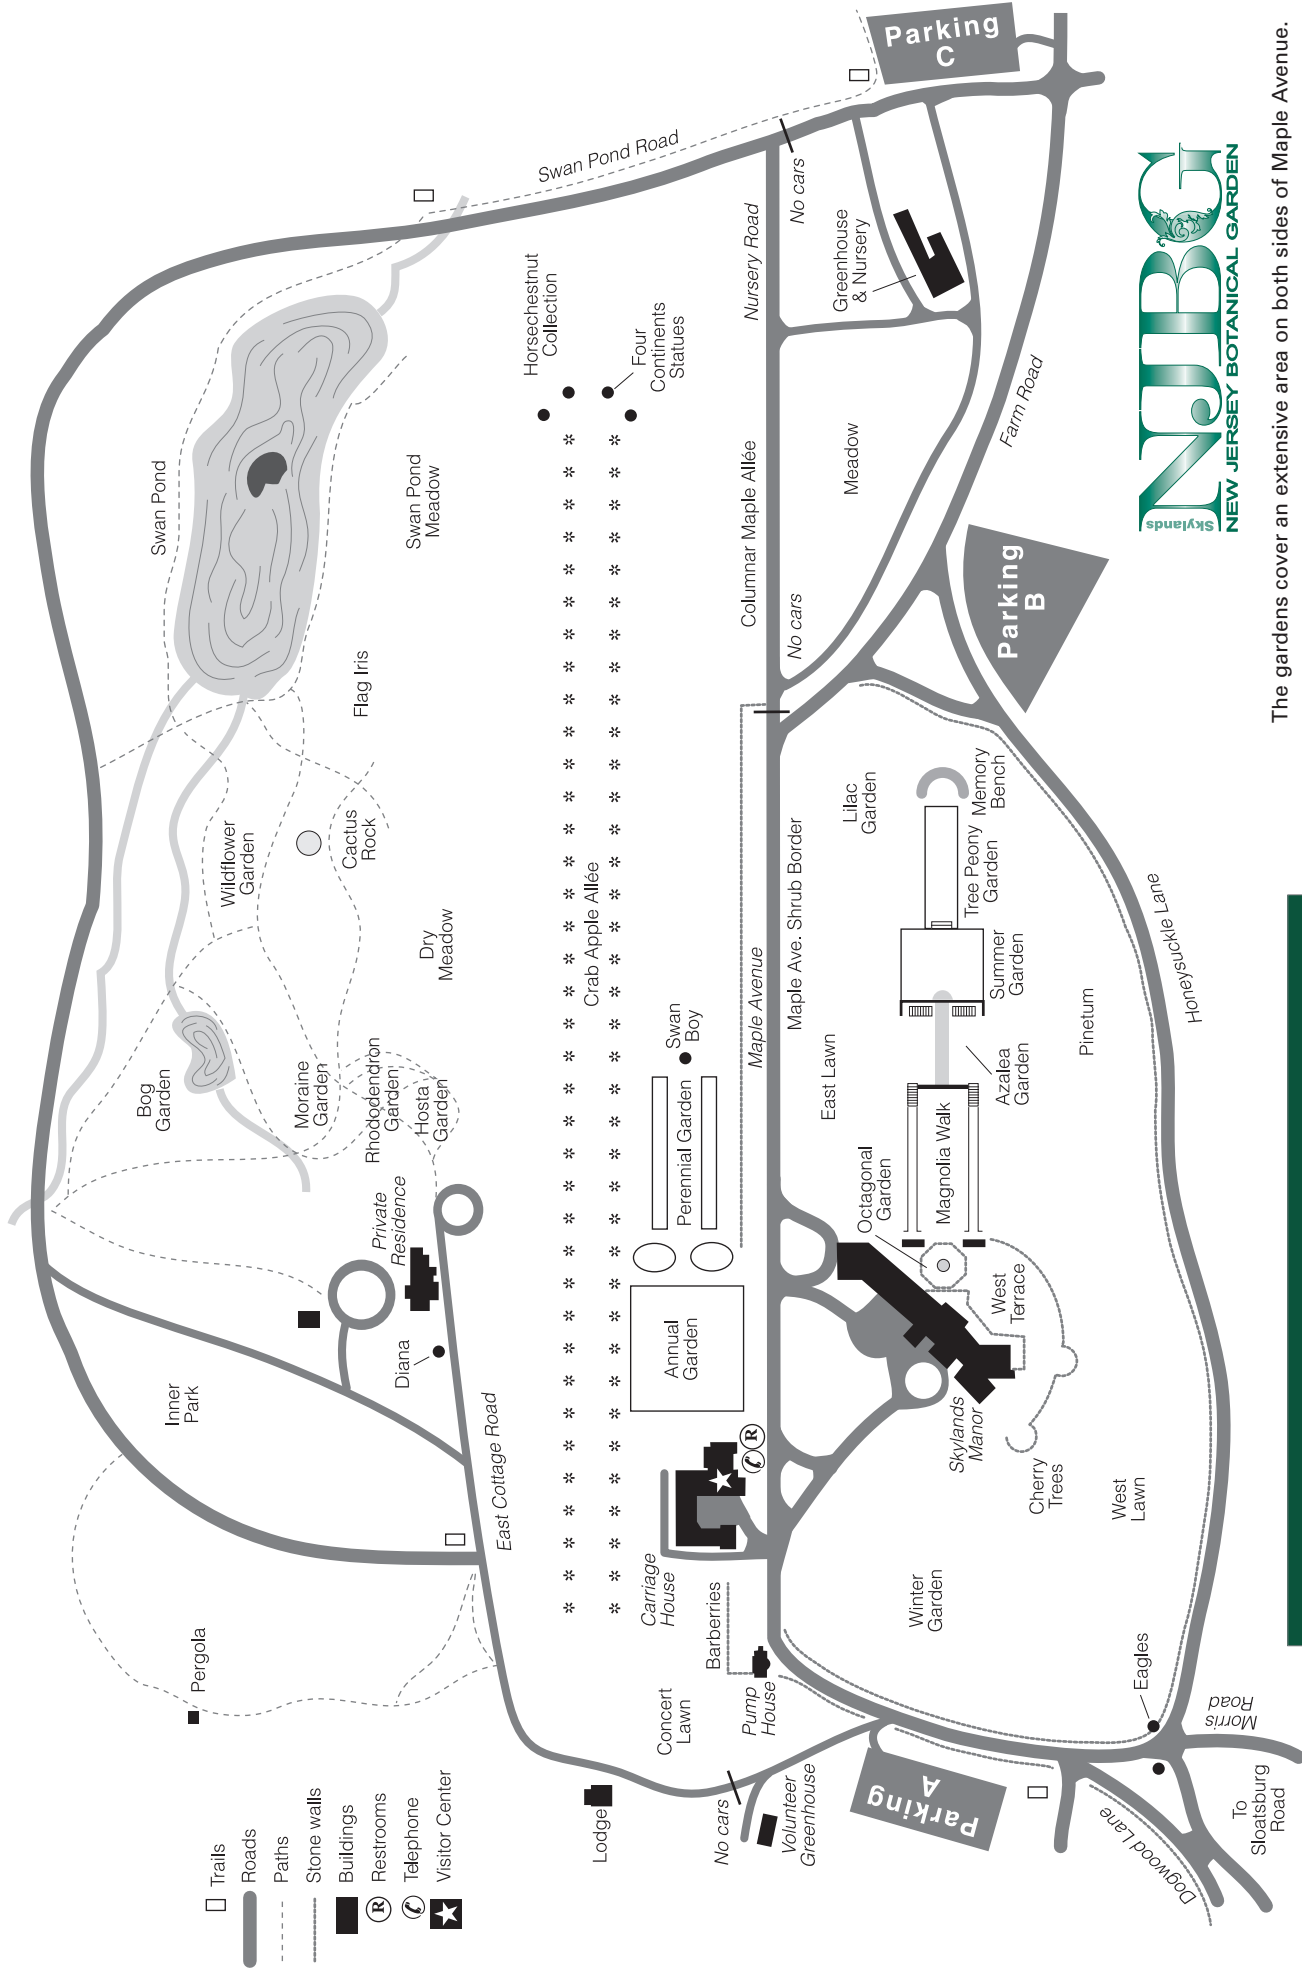 Trails
Roads
Paths
Stone walls
Buildings
R
Restrooms
Telephone
Visitor Center
Pergola
Inner
Park
Bog
Garden
Wildflower
Garden
Swan Pond
Swan Pond Road
Moraine
Garden
Cactus
Rock
Flag Iris
Swan Pond
Meadow
Private
Residence
Rhododendron
Garden
Hosta
Garden
Dry
Meadow
Diana
East Cottage Road
Horsechestnut
Collection
Crab Apple Allée
Four
Continents
Statues
Lodge
Concert
Lawn
Carriage
House
Barberries
Annual
Garden
Perennial Garden
Swan
Boy
R
Pump
House
No cars
Volunteer
Greenhouse
Maple Avenue
Maple Ave. Shrub Border
Columnar Maple Allée
Nursery Road
No cars
No cars
Greenhouse
& Nursery
Meadow
Farm Road
Parking
C
Parking
A
Winter
Garden
East Lawn
Octagonal
Garden
Lilac
Garden
Magnolia Walk
Skylands
Manor
West
Terrace
Azalea
Garden
Summer
Garden
Tree Peony
Garden
Memory
Bench
Parking
B
Cherry
Trees
West
Lawn
Pinetum
Honeysuckle Lane
Eagles
Morris
Road
Dogwood Lane
To
Sloatsburg
Road
Skylands
NJBG
NEW JERSEY BOTANICAL GARDEN
The gardens cover an extensive area on both sides of Maple Avenue.